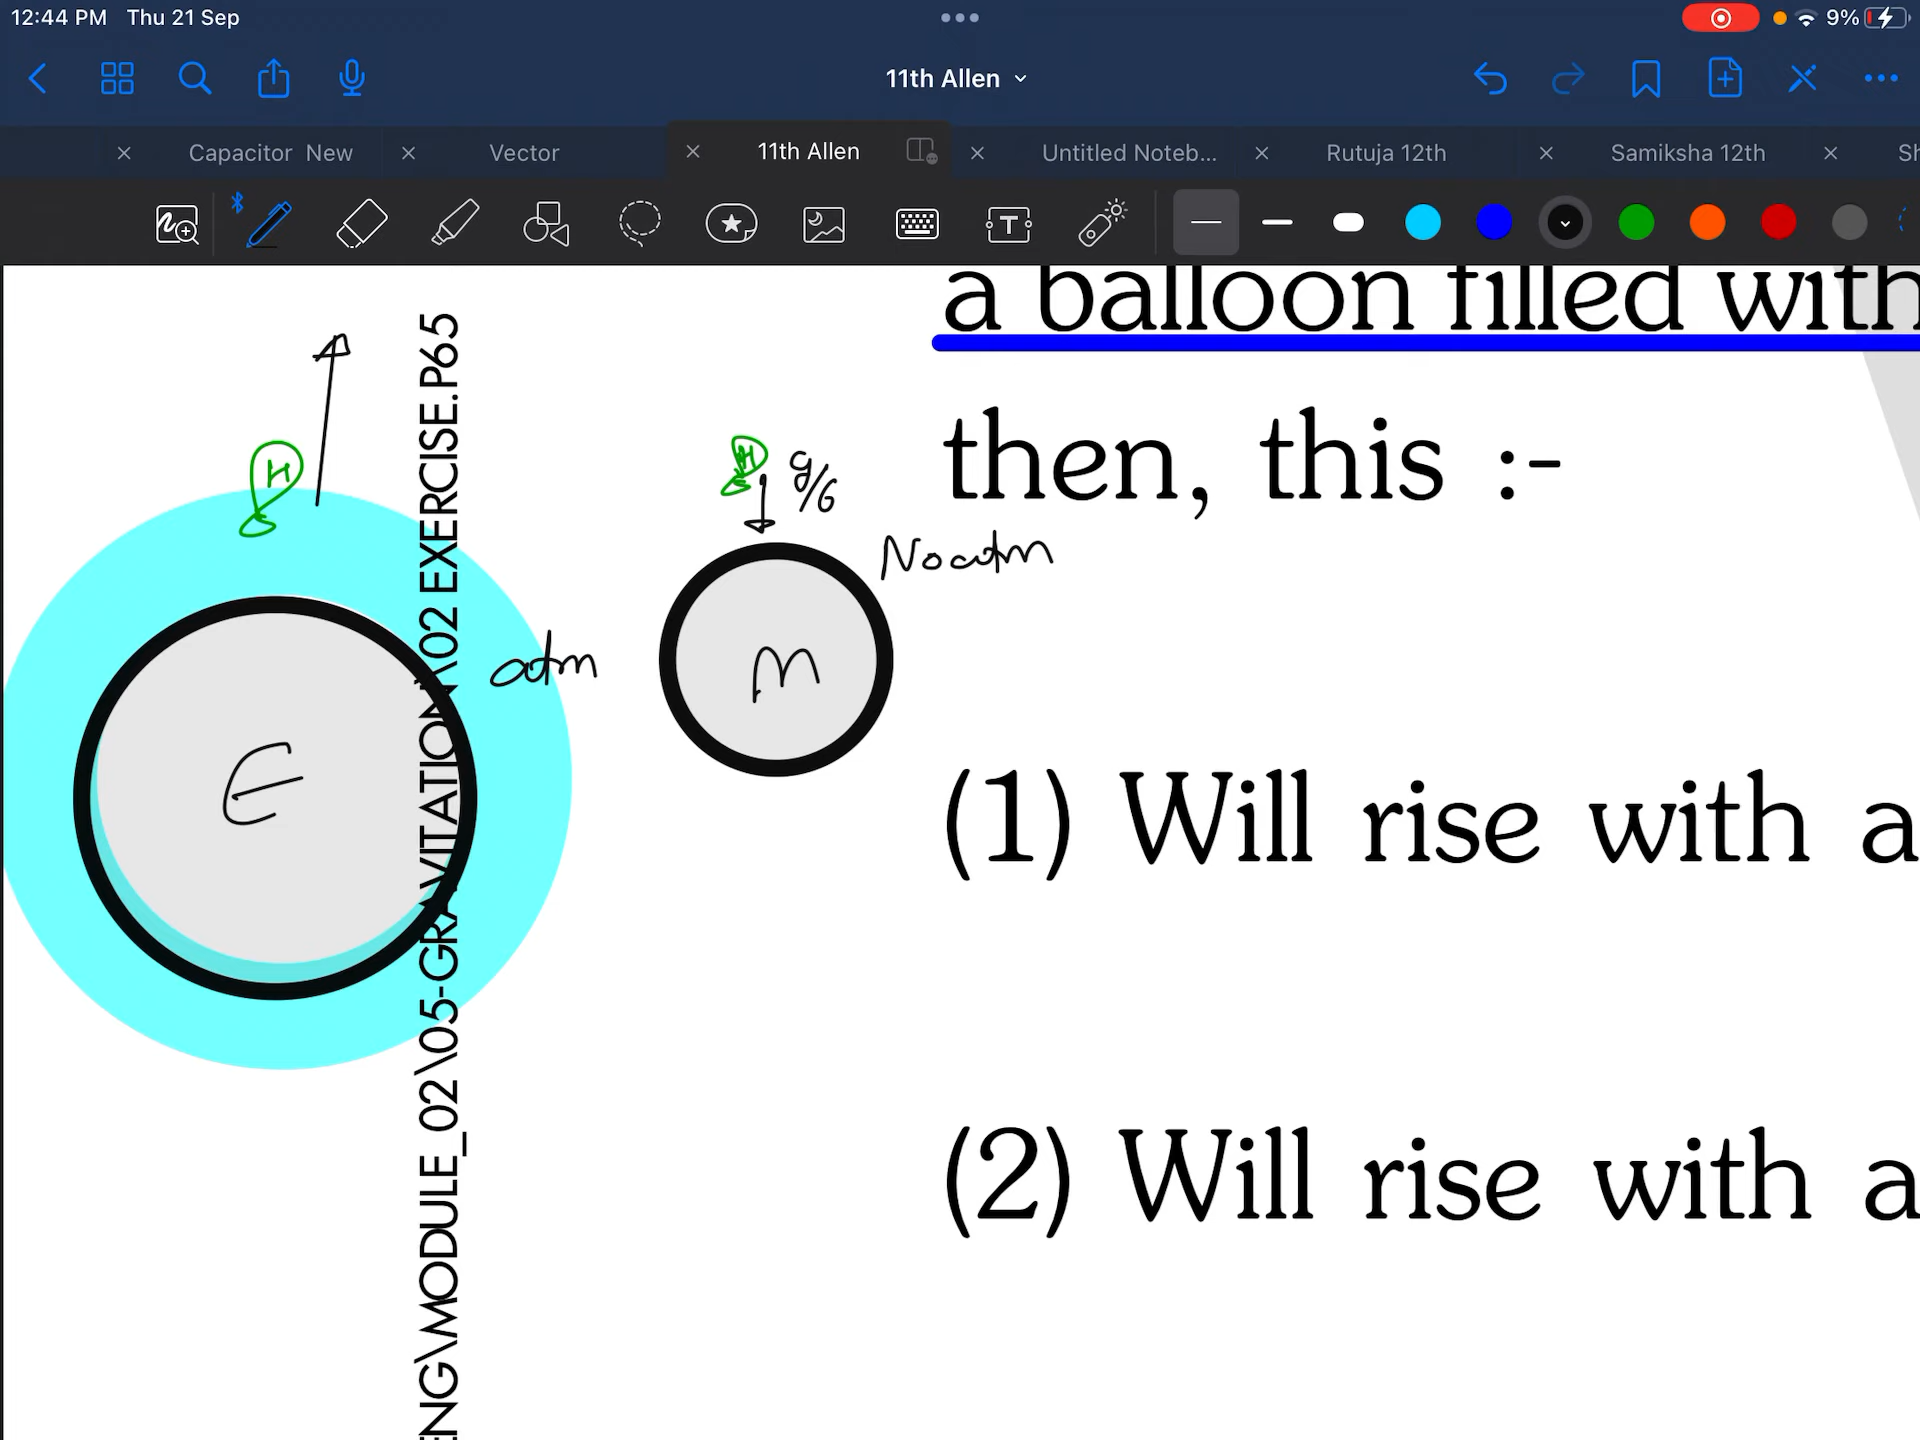 12:44 PM Thu 21 Sep
9%
11th Allen
Capacitor New
Vector
11th Allen
Untitled Noteb...
Rutuja 12th
Samiksha 12th
Sh
T
a balloon filled with
then, this :-
(1) Will rise with a
(2) Will rise with a
H
H
g/6
No atm
atm
E
M
ENG\MODULE_02\05-GRAVITATION\02 EXERCISE.P65